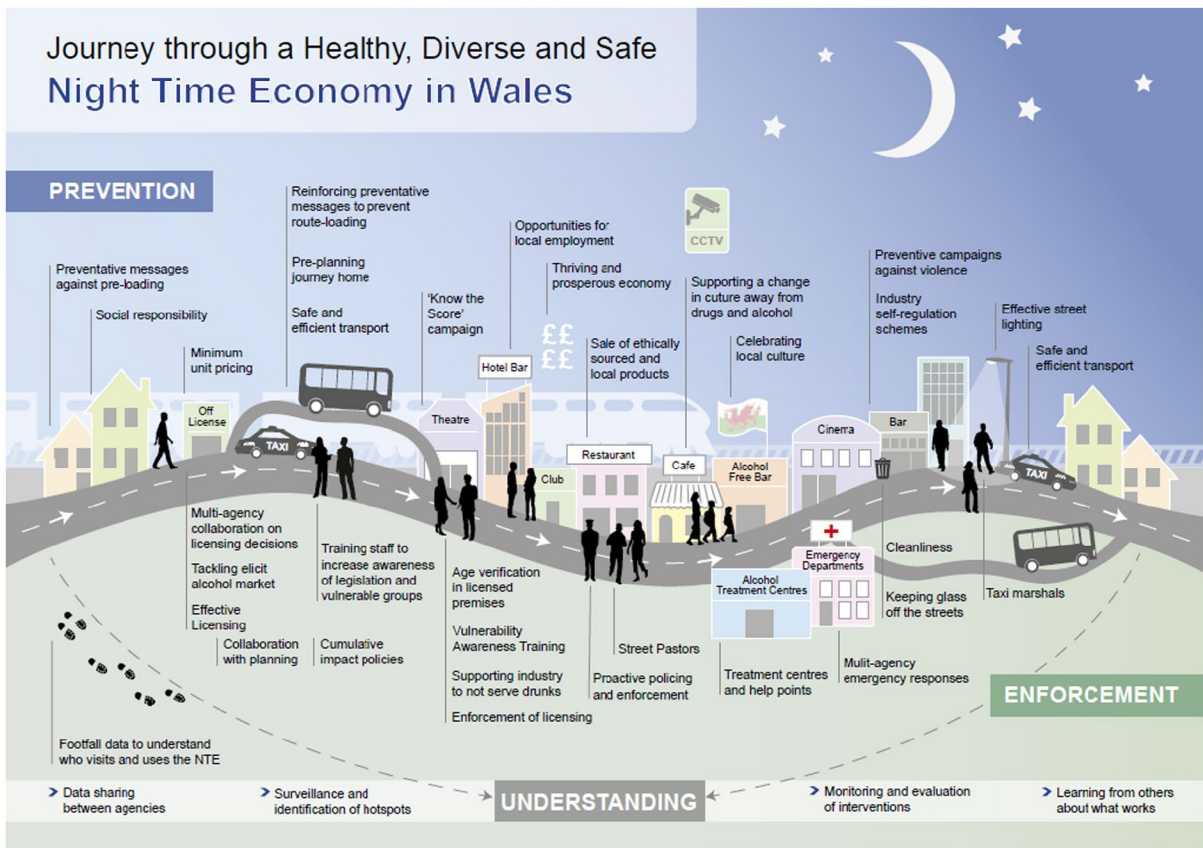 Journey through a Healthy, Diverse and Safe
Night Time Economy in Wales
PREVENTION
Preventative messages
against pre-loading
Social responsibility
Minimum
unit pricing
Reinforcing preventative
messages to prevent
route-loading
Pre-planning
journey home
Safe and
efficient transport
'Know the
Score'
campaign
Opportunities for
local employment
Thriving and
prosperous economy
££
££
Sale of ethically
sourced and
local products
CCTV
Supporting a change
in cuture away from
drugs and alcohol
Celebrating
local culture
Preventive campaigns
against violence
Industry
self-regulation
schemes
Effective street
lighting
Safe and
efficient transport
Off
License
TAXI
Theatre
Hotel Bar
Club
Restaurant
Cafe
Alcohol
Free Bar
Cinema
Bar
TAXI
Multi-agency
collaboration on
licensing decisions
Tackling elicit
alcohol market
Effective
Licensing
Collaboration
with planning
Training staff to
increase awareness
of legislation and
vulnerable groups
Cumulative
impact policies
Age verification
in licensed
premises
Vulnerability
Awareness Training
Supporting industry
to not serve drunks
Enforcement of licensing
Street Pastors
Proactive policing
and enforcement
Alcohol
Treatment Centres
Emergency
Departments
Treatment centres
and help points
Mulit-agency
emergency responses
Cleanliness
Keeping glass
off the streets
Taxi marshals
ENFORCEMENT
Footfall data to understand
who visits and uses the NTE
Data sharing
between agencies
Surveillance and
identification of hotspots
UNDERSTANDING
Monitoring and evaluation
of interventions
Learning from others
about what works